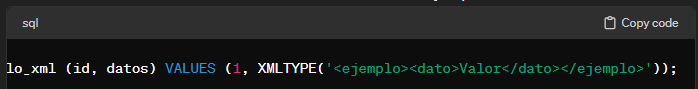 sql
Copy code
lo_xml (id, datos) VALUES (1, XMLTYPE('<ejemplo><dato>Valor</dato></ejemplo>'));